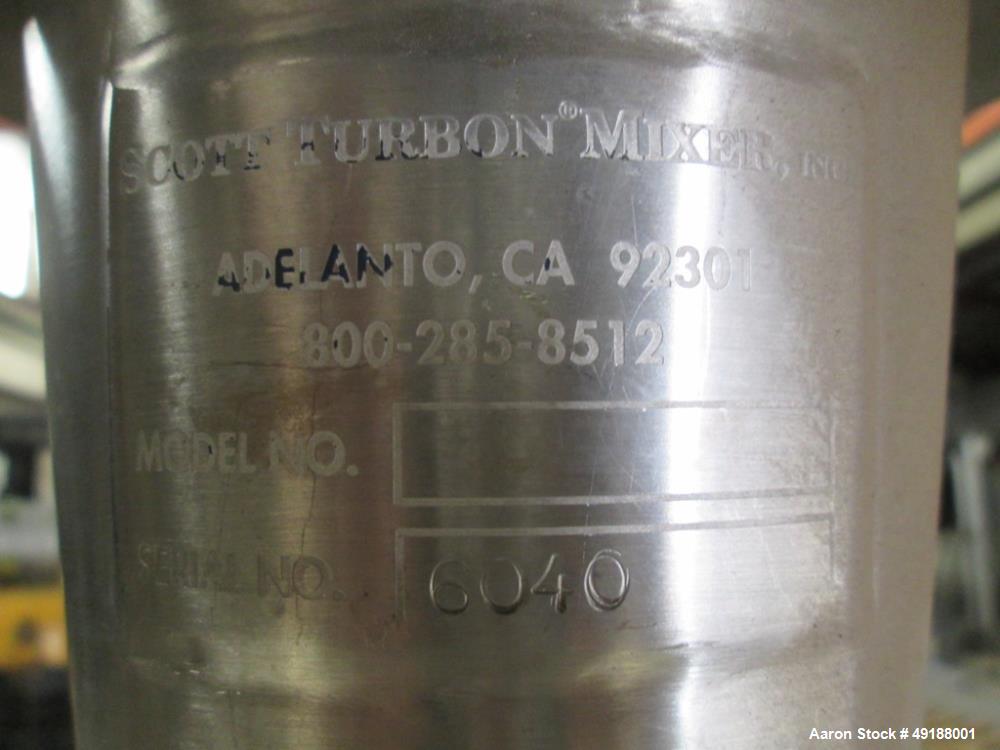 SCOTT TURBON® MIXER, INC.
ADELANTO, CA 92301
800-285-8512
MODEL NO.
SERIAL NO. 6040
Aaron Stock # 49188001